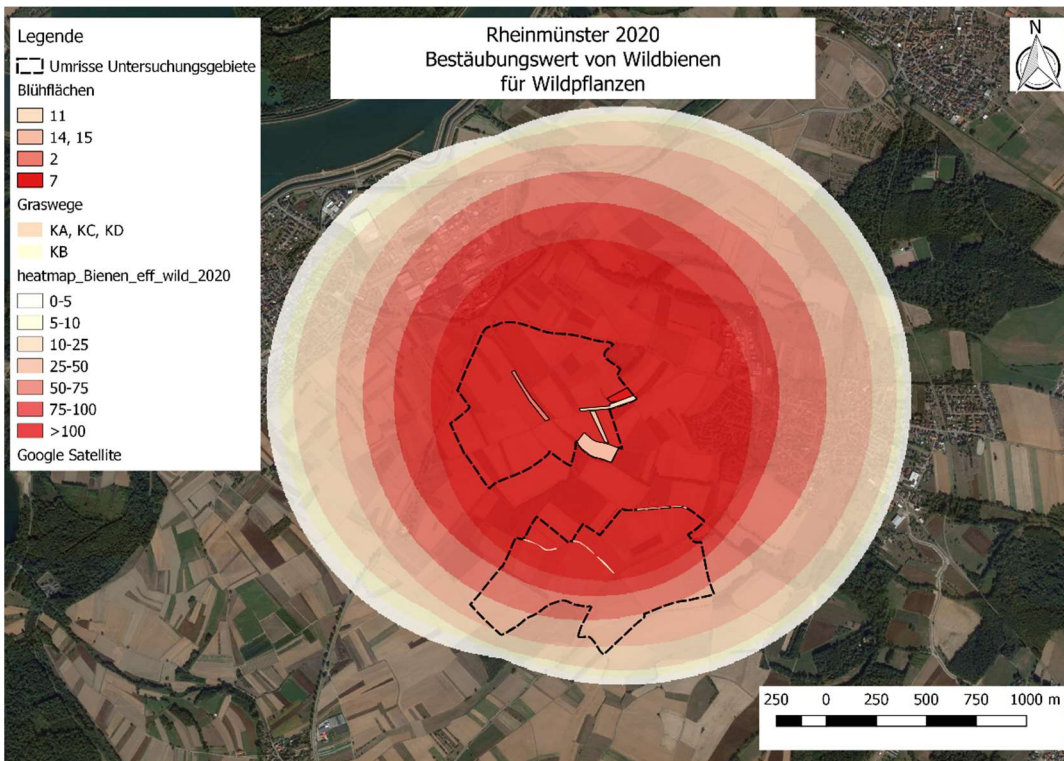 Rheinmünster 2020
Bestäubungswert von Wildbienen
für Wildpflanzen
N
Legende
Umrisse Untersuchungsgebiete
Blühflächen
11
14, 15
2
7
Graswege
KA, KC, KD
KB
heatmap_Bienen_eff_wild_2020
0-5
5-10
10-25
25-50
50-75
75-100
>100
Google Satellite
250 0 250 500 750 1000 m